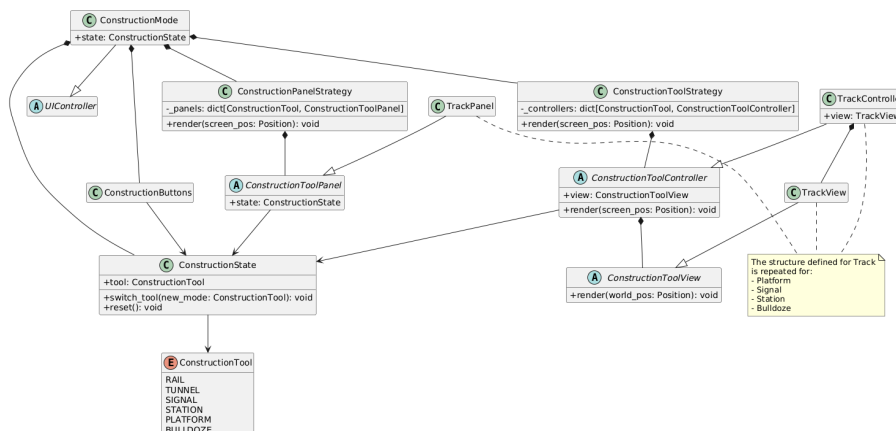 C ConstructionMode
+state: ConstructionState
A UIController
C ConstructionPanelStrategy
-_panels: dict[ConstructionTool, ConstructionToolPanel]
+render(screen_pos: Position): void
C TrackPanel
C ConstructionToolStrategy
-_controllers: dict[ConstructionTool, ConstructionToolController]
+render(screen_pos: Position): void
C TrackControlle
+view: TrackView
C ConstructionButtons
A ConstructionToolPanel
+state: ConstructionState
A ConstructionToolController
+view: ConstructionToolView
+render(screen_pos: Position): void
C TrackView
C ConstructionState
+tool: ConstructionTool
+switch_tool(new_mode: ConstructionTool): void
+reset(): void
A ConstructionToolView
+render(world_pos: Position): void
The structure defined for Track
is repeated for:
- Platform
- Signal
- Station
- Bulldoze
E ConstructionTool
RAIL
TUNNEL
SIGNAL
STATION
PLATFORM
BULLDOZE